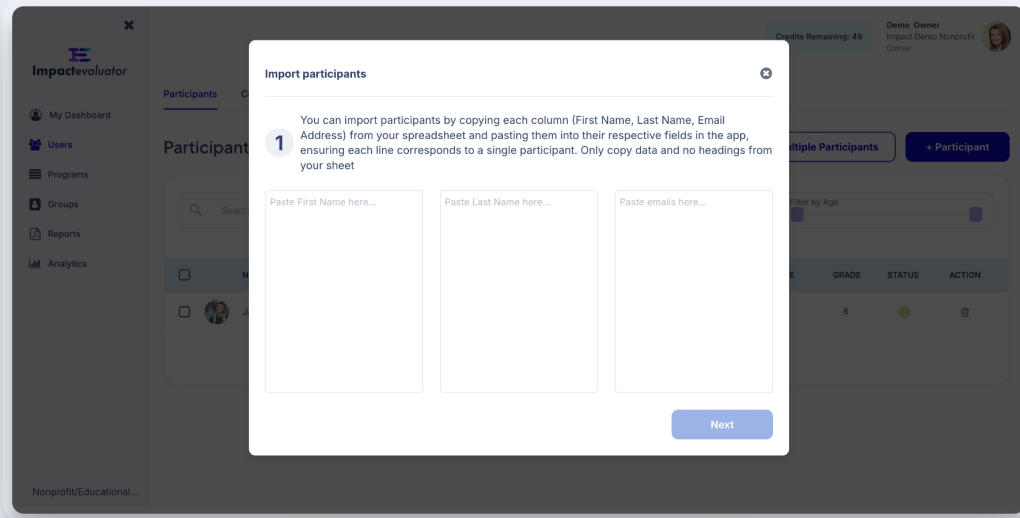 Impactevaluator
My Dashboard
Users
Programs
Groups
Reports
Analytics
Nonprofit/Educational...
Credits Remaining: 49
Demo Owner
Impact Demo Nonprofit
Owner
Participants
Participant
Multiple Participants
+ Participant
Filter by Age
GRADE
STATUS
ACTION
8
Import participants
1
You can import participants by copying each column (First Name, Last Name, Email
Address) from your spreadsheet and pasting them into their respective fields in the app,
ensuring each line corresponds to a single participant. Only copy data and no headings from
your sheet
Paste First Name here...
Paste Last Name here...
Paste emails here...
Next